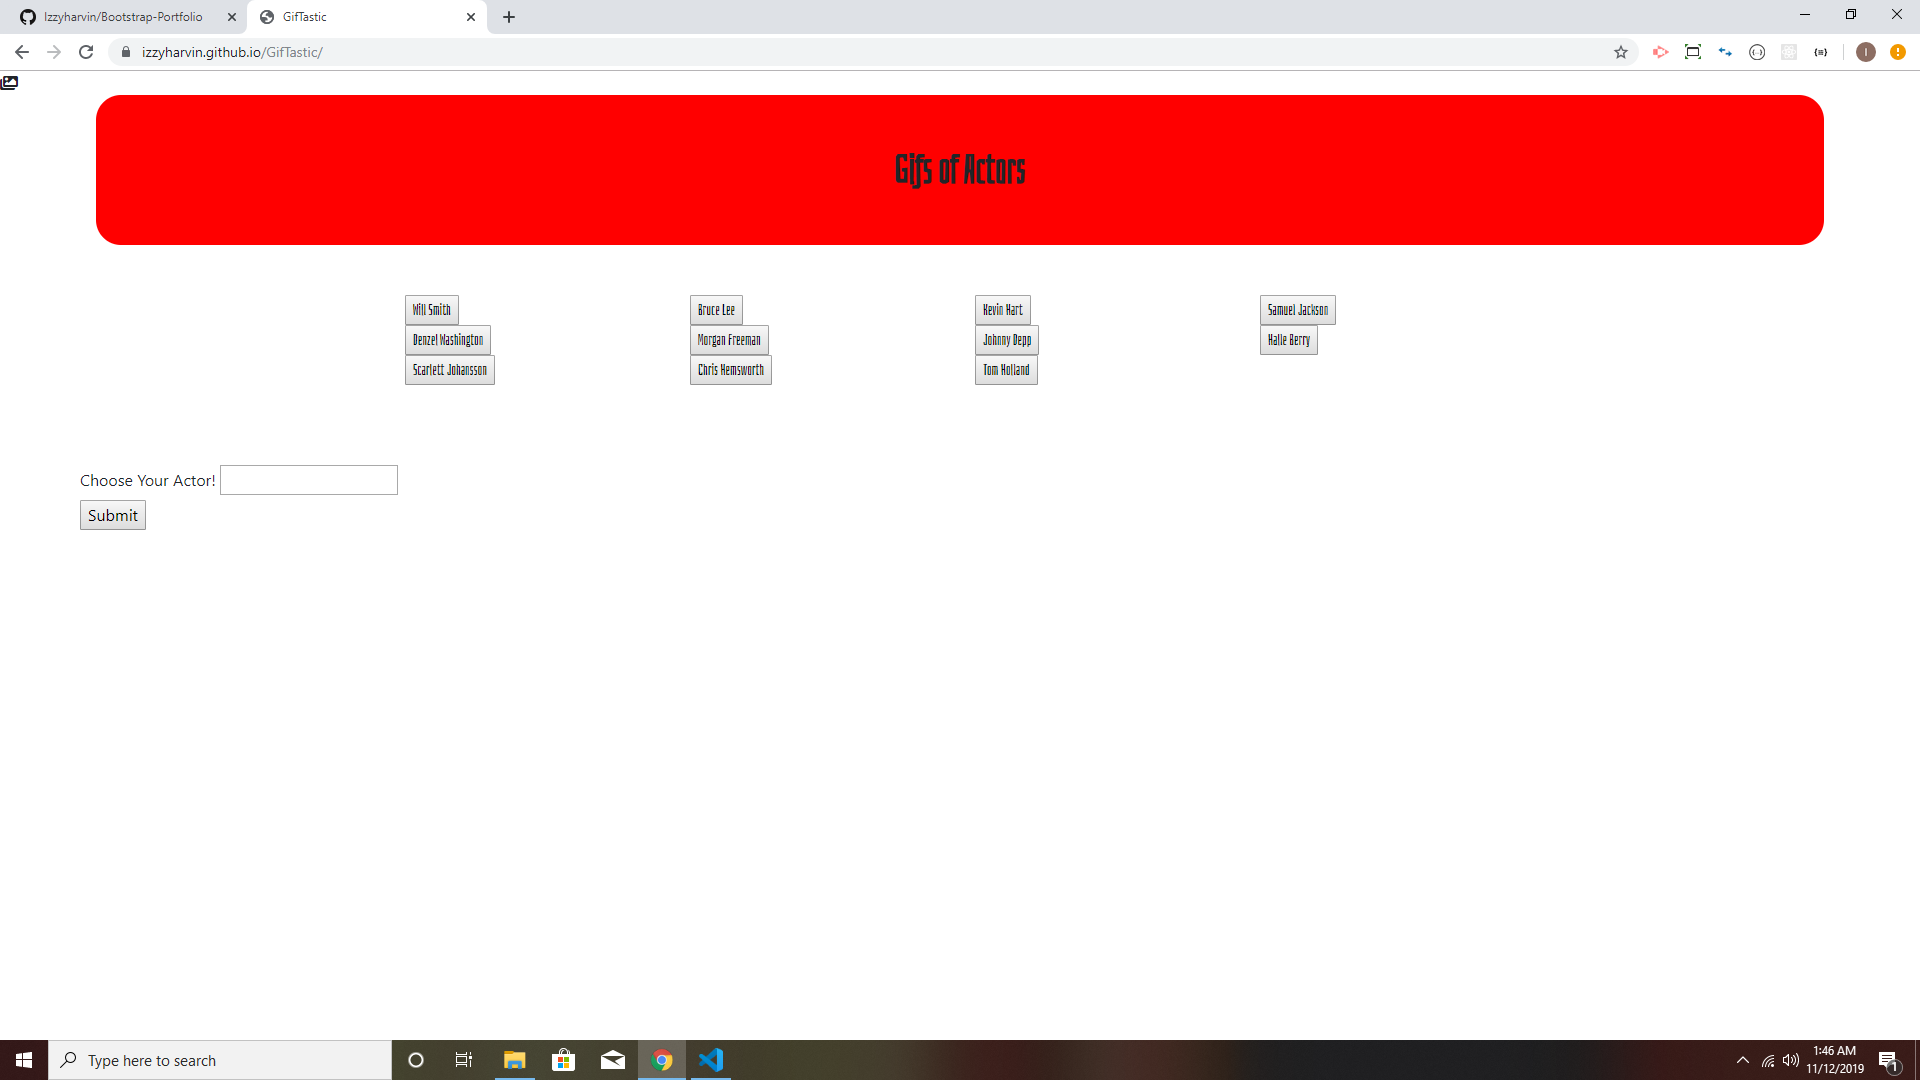 Izzyharvin/Bootstrap-Portfolio
GifTastic
izzyharvin.github.io/GifTastic/
I
Gifs of Actors
Will Smith Bruce Lee Kevin Hart Samuel Jackson
Denzel Washington Morgan Freeman Johnny Depp Halle Berry
Scarlett Johansson Chris Hemsworth Tom Holland
Choose Your Actor!
Submit
Type here to search
1:46 AM
11/12/2019
1